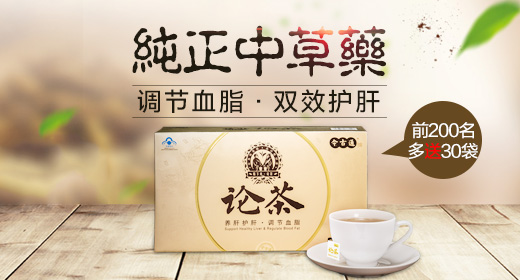 純正中草藥
调节血脂·双效护肝
前200名
多送30袋
论茶
养肝护肝·调节血脂
Support Healthy Liver & Regulate Blood Fat